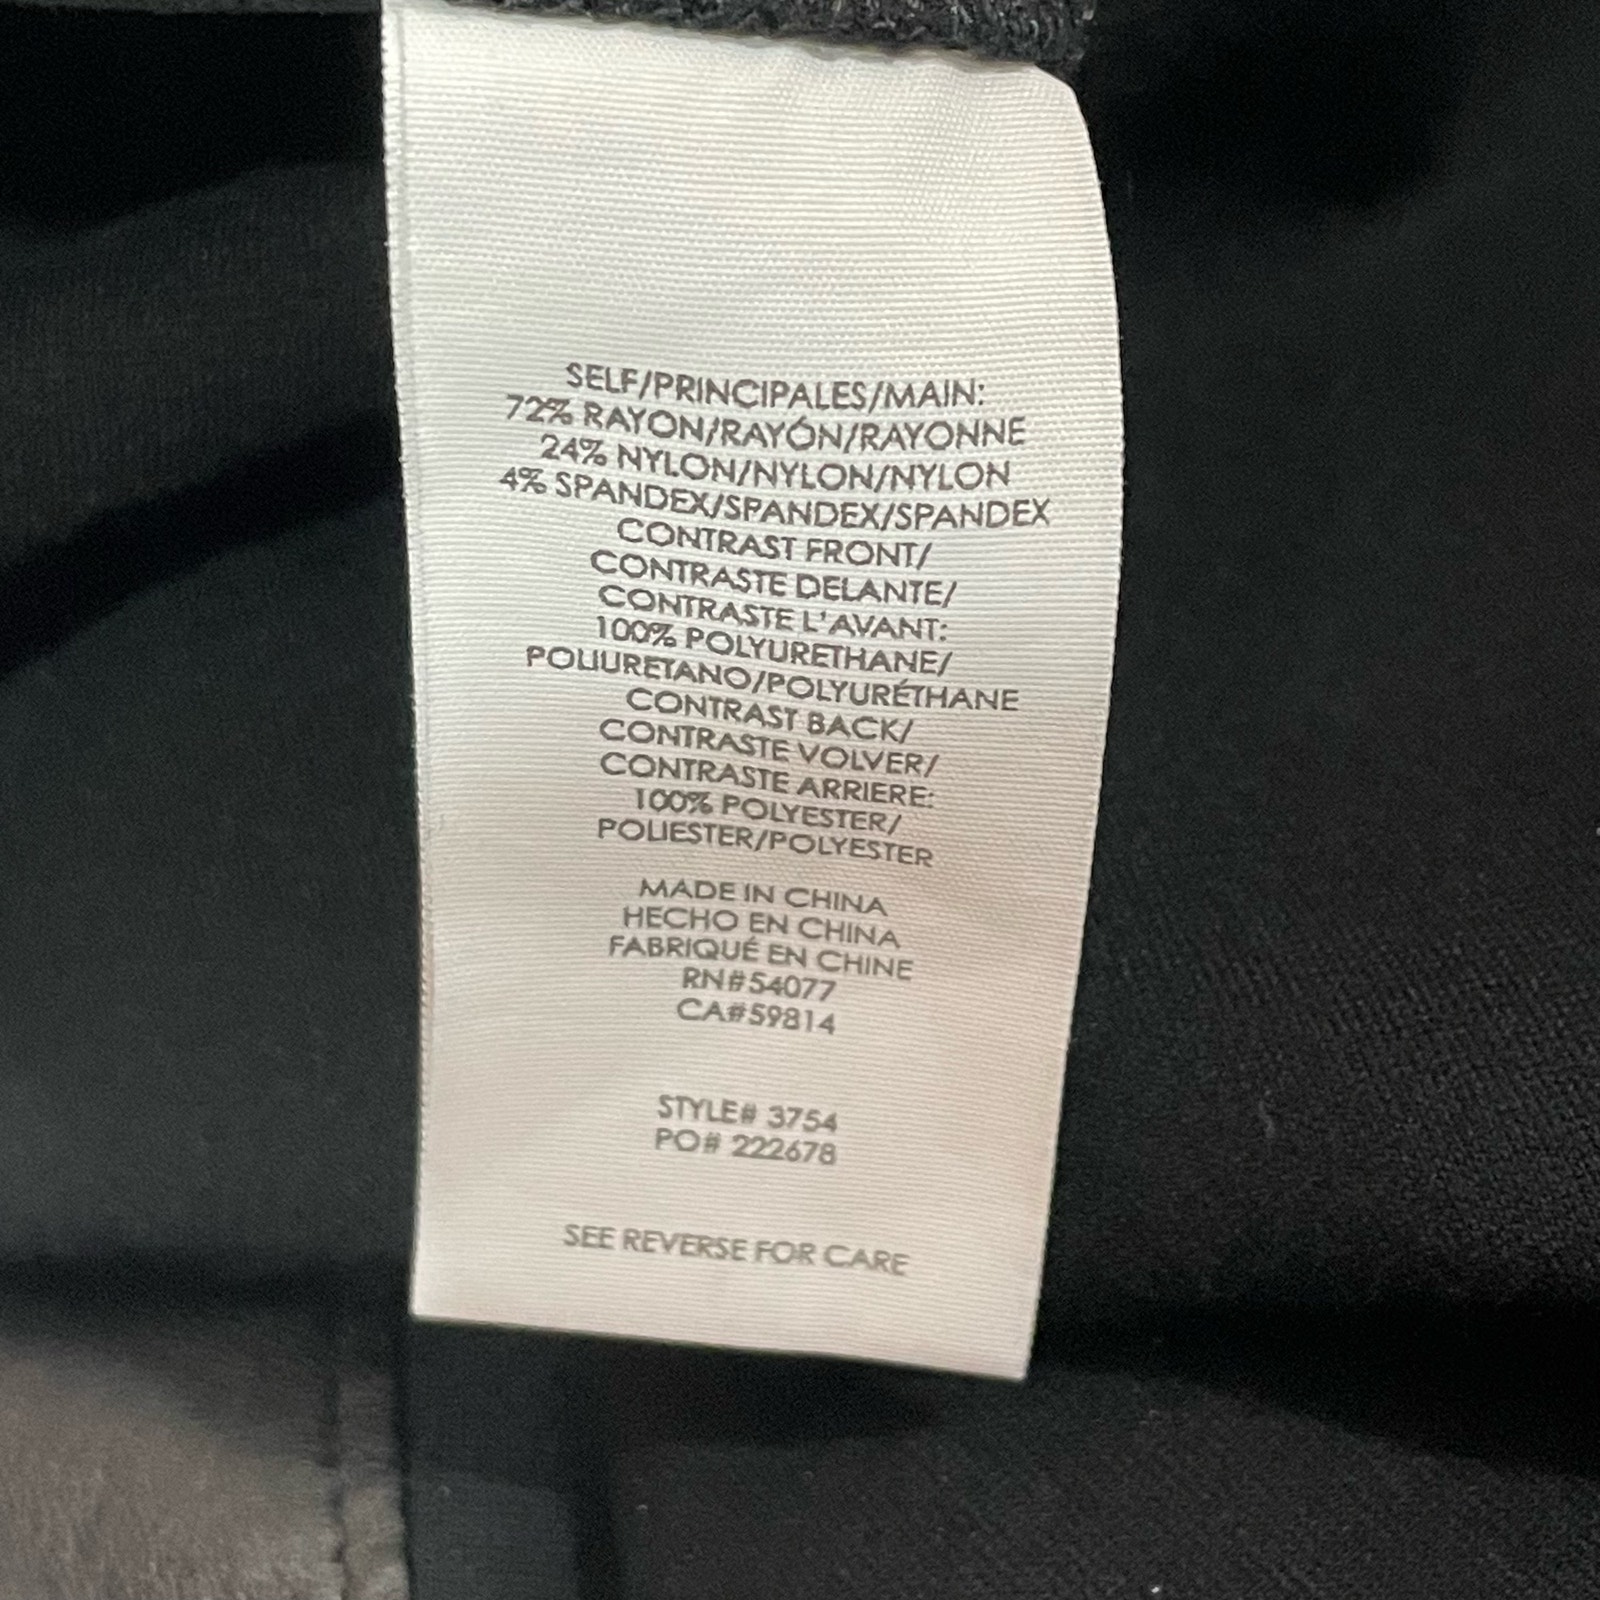 SELF/PRINCIPALES/MAIN:
72% RAYON/RAYÓN/RAYONNE
24% NYLON/NYLON/NYLON
4% SPANDEX/SPANDEX/SPANDEX
CONTRAST FRONT/
CONTRASTE DELANTE/
CONTRASTE L'AVANT:
100% POLYURETHANE/
POLIURETANO/POLYURÉTHANE
CONTRAST BACK/
CONTRASTE VOLVER/
CONTRASTE ARRIERE:
100% POLYESTER/
POLIESTER/POLYESTER
MADE IN CHINA
HECHO EN CHINA
FABRIQUÉ EN CHINE
RN#54077
CA#59814
STYLE# 3754
PO# 222678
SEE REVERSE FOR CARE